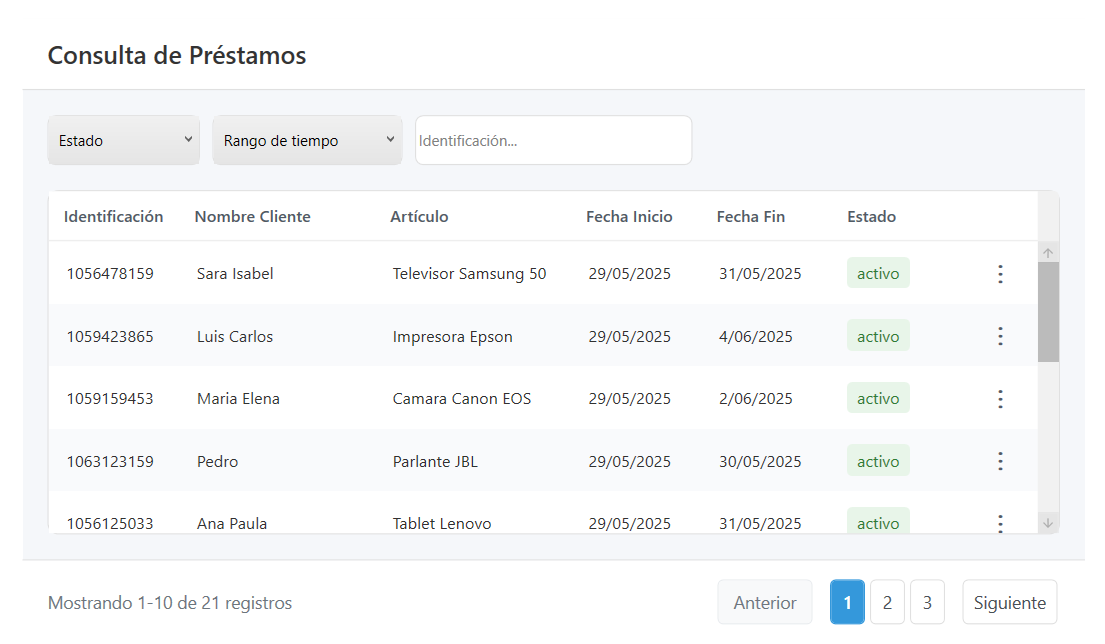 Consulta de Préstamos
Estado Rango de tiempo Identificación...
Identificación Nombre Cliente Artículo Fecha Inicio Fecha Fin Estado
1056478159 Sara Isabel Televisor Samsung 50 29/05/2025 31/05/2025 activo
1059423865 Luis Carlos Impresora Epson 29/05/2025 4/06/2025 activo
1059159453 Maria Elena Camara Canon EOS 29/05/2025 2/06/2025 activo
1063123159 Pedro Parlante JBL 29/05/2025 30/05/2025 activo
1056125033 Ana Paula Tablet Lenovo 29/05/2025 31/05/2025 activo
Mostrando 1-10 de 21 registros Anterior 1 2 3 Siguiente